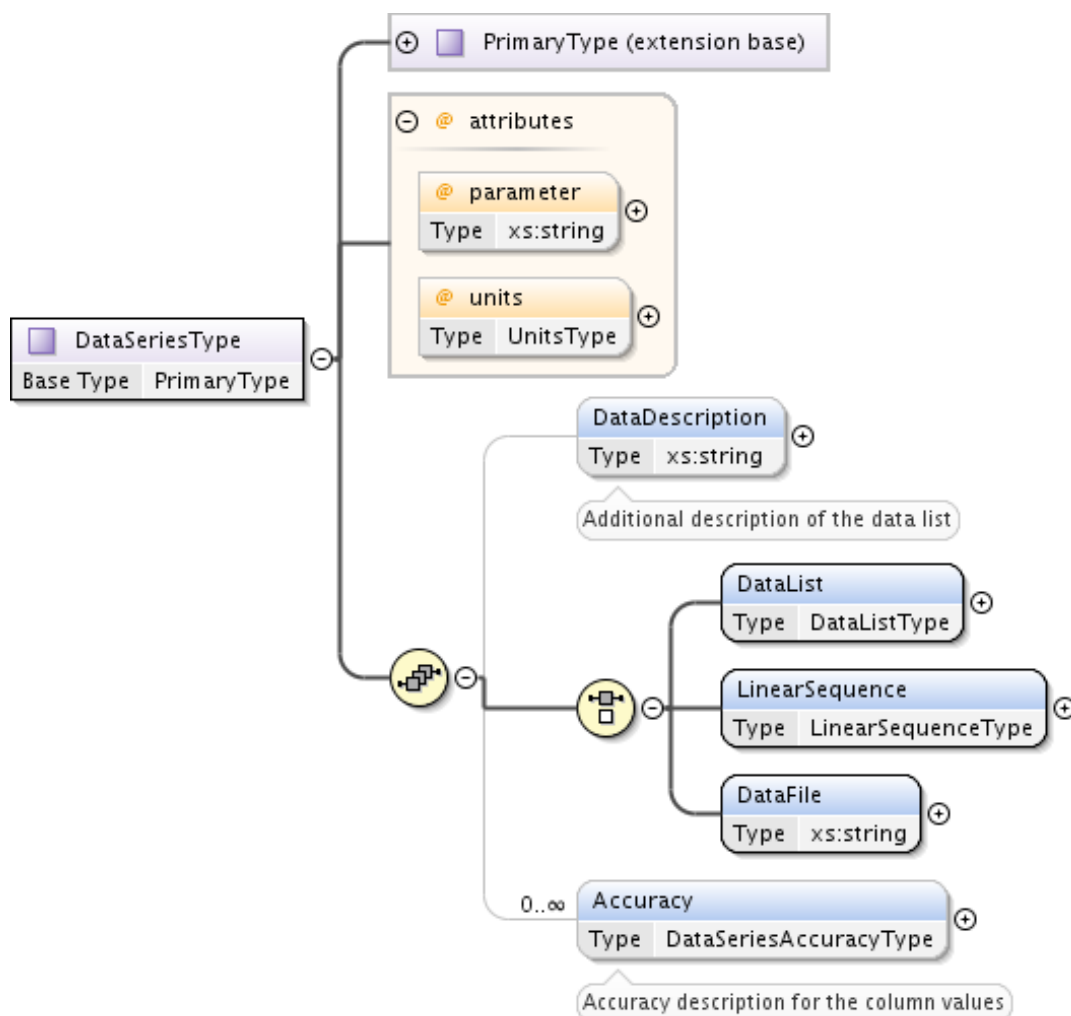 PrimaryType (extension base)
@ attributes
@ parameter
Type xs:string
@ units
Type UnitsType
DataSeriesType
Base Type PrimaryType
DataDescription
Type xs:string
Additional description of the data list
DataList
Type DataListType
LinearSequence
Type LinearSequenceType
DataFile
Type xs:string
0..∞
Accuracy
Type DataSeriesAccuracyType
Accuracy description for the column values